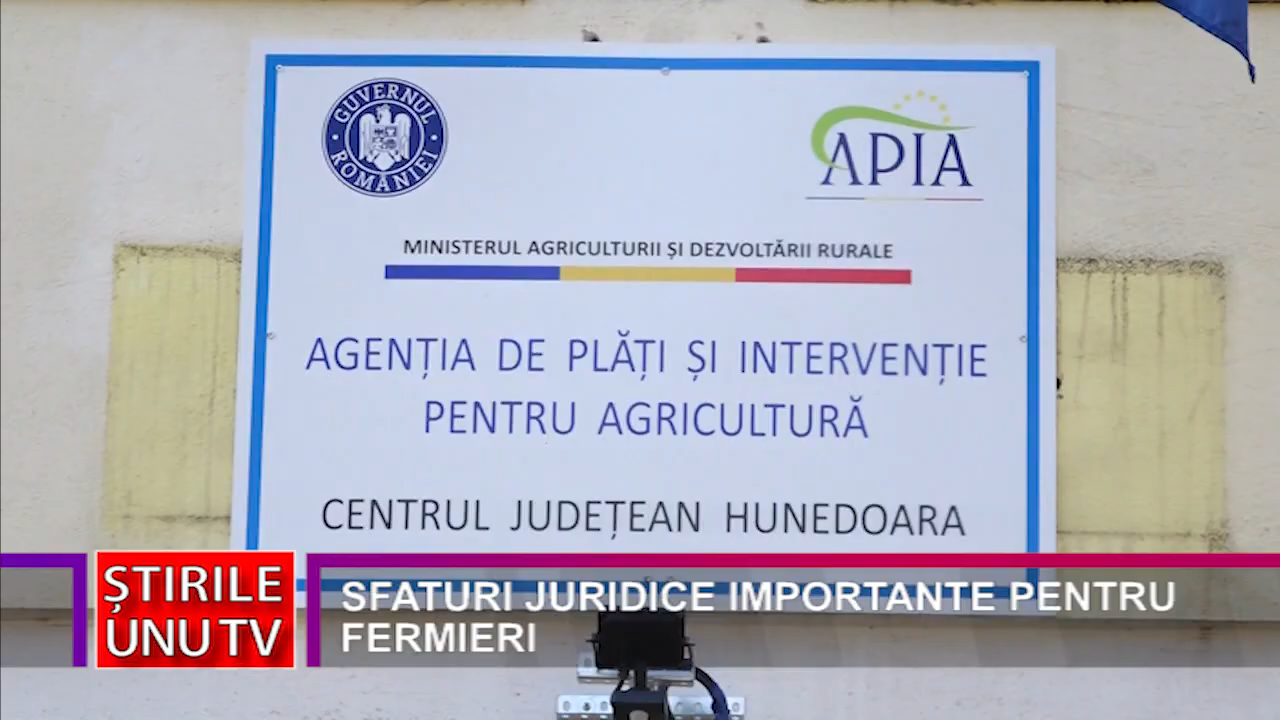 GUVERNUL ROMÂNIEI
APIA
MINISTERUL AGRICULTURII ȘI DEZVOLTĂRII RURALE
AGENȚIA DE PLĂȚI ȘI INTERVENȚIE
PENTRU AGRICULTURĂ
CENTRUL JUDEȚEAN HUNEDOARA
ȘTIRILE
UNU TV
SFATURI JURIDICE IMPORTANTE PENTRU
FERMIERI